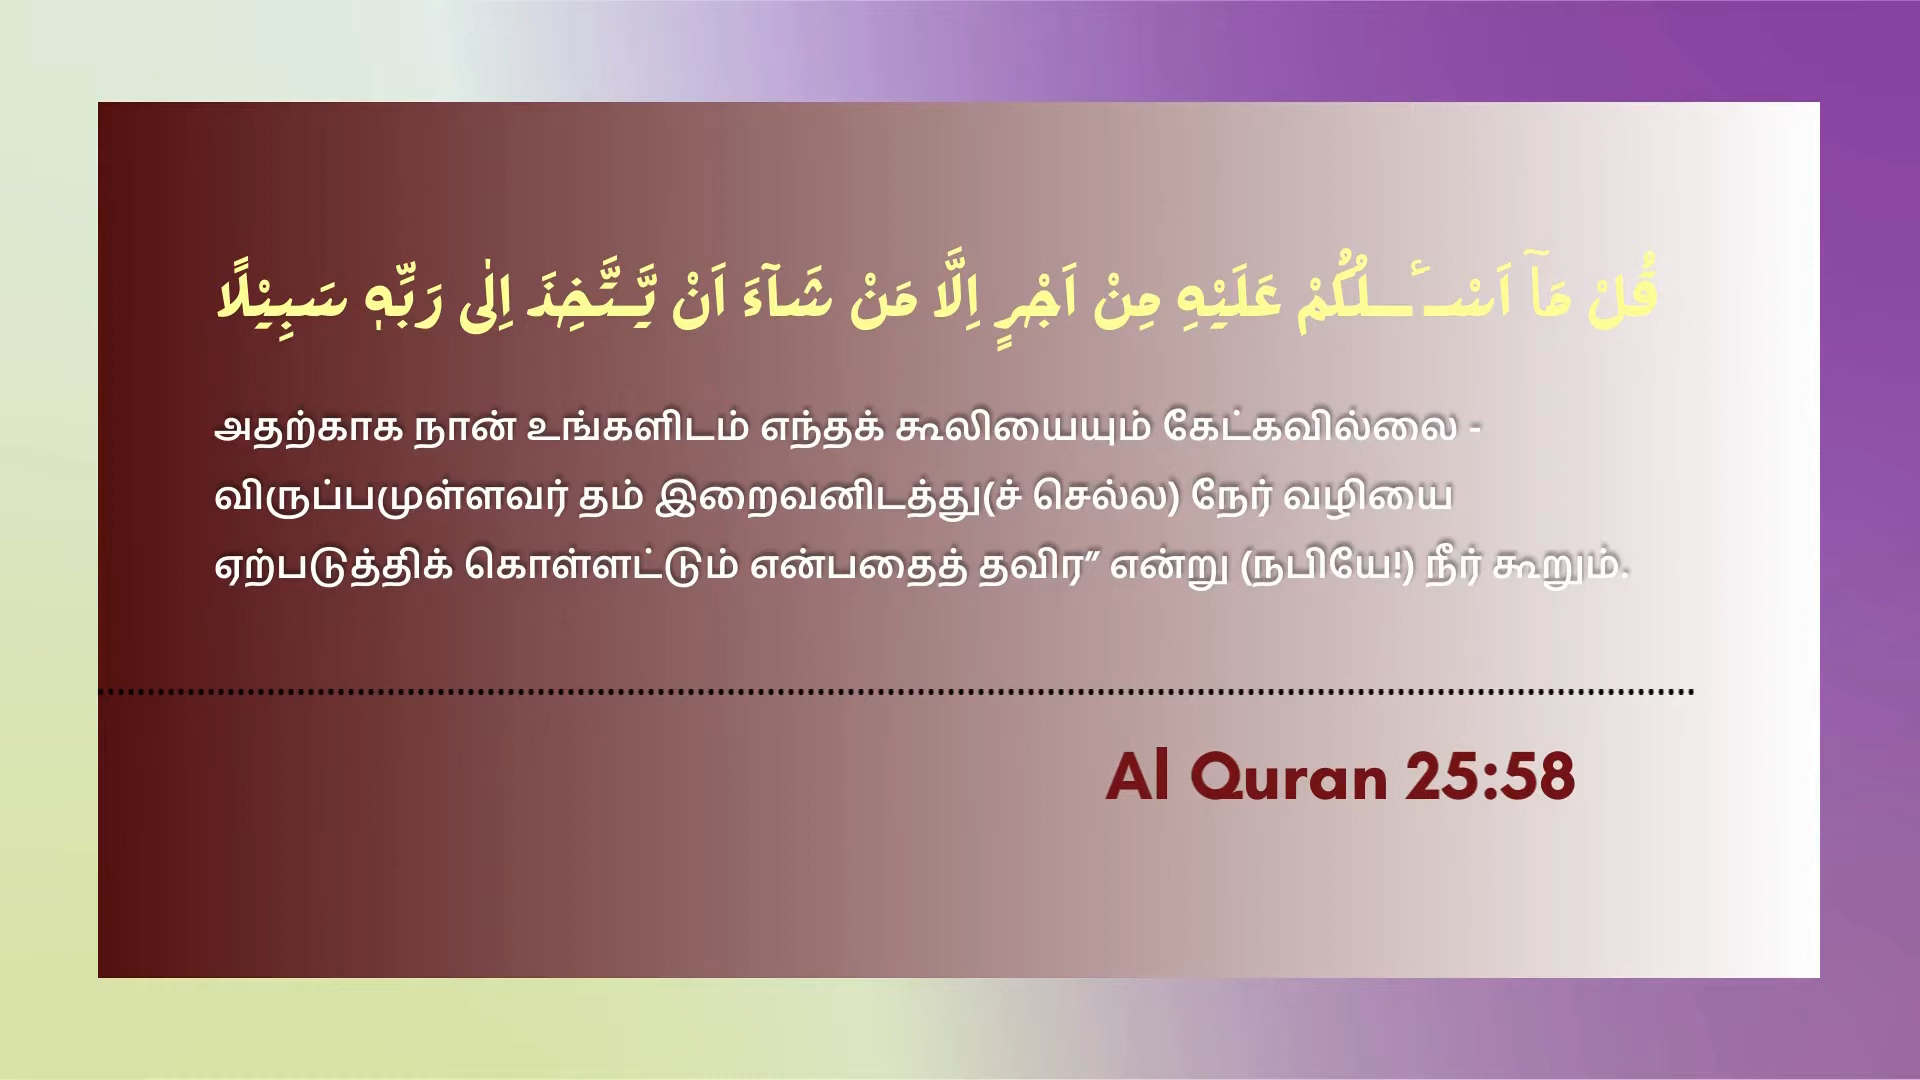 قُلْ مَاۤ اَسْـَٔــلُكُمْ عَلَيْهِ مِنْ اَجْرٍ اِلَّا مَنْ شَآءَ اَنْ يَّـتَّخِذَ اِلٰى رَبِّهٖ سَبِيْلًا
அதற்காக நான் உங்களிடம் எந்தக் கூலியையும் கேட்கவில்லை -
விருப்பமுள்ளவர் தம் இறைவனிடத்து(ச் செல்ல) நேர் வழியை
ஏற்படுத்திக் கொள்ளட்டும் என்பதைத் தவிர” என்று (நபியே!) நீர் கூறும்.
Al Quran 25:58